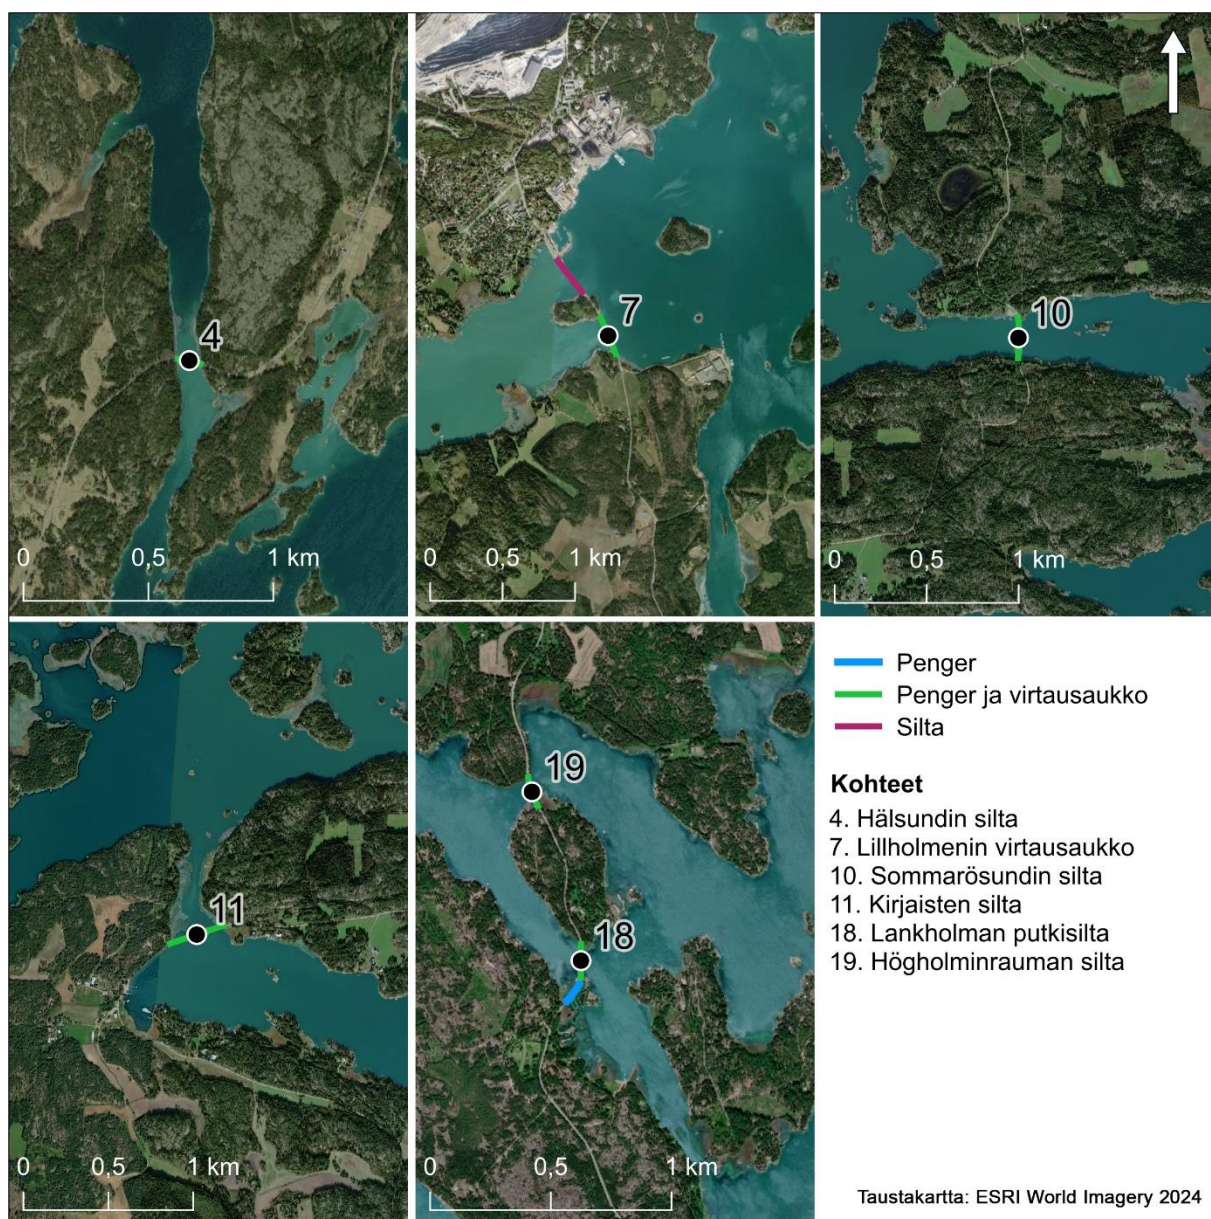 4
0 0,5 1 km
7
0 0,5 1 km
10
0 0,5 1 km
11
0 0,5 1 km
19
18
0 0,5 1 km
Penger
Penger ja virtausaukko
Silta
Kohteet
4. Hälsundin silta
7. Lillholmenin virtausaukko
10. Sommarösundin silta
11. Kirjaisten silta
18. Lankholman putkisilta
19. Högholminrauman silta
Taustakartta: ESRI World Imagery 2024